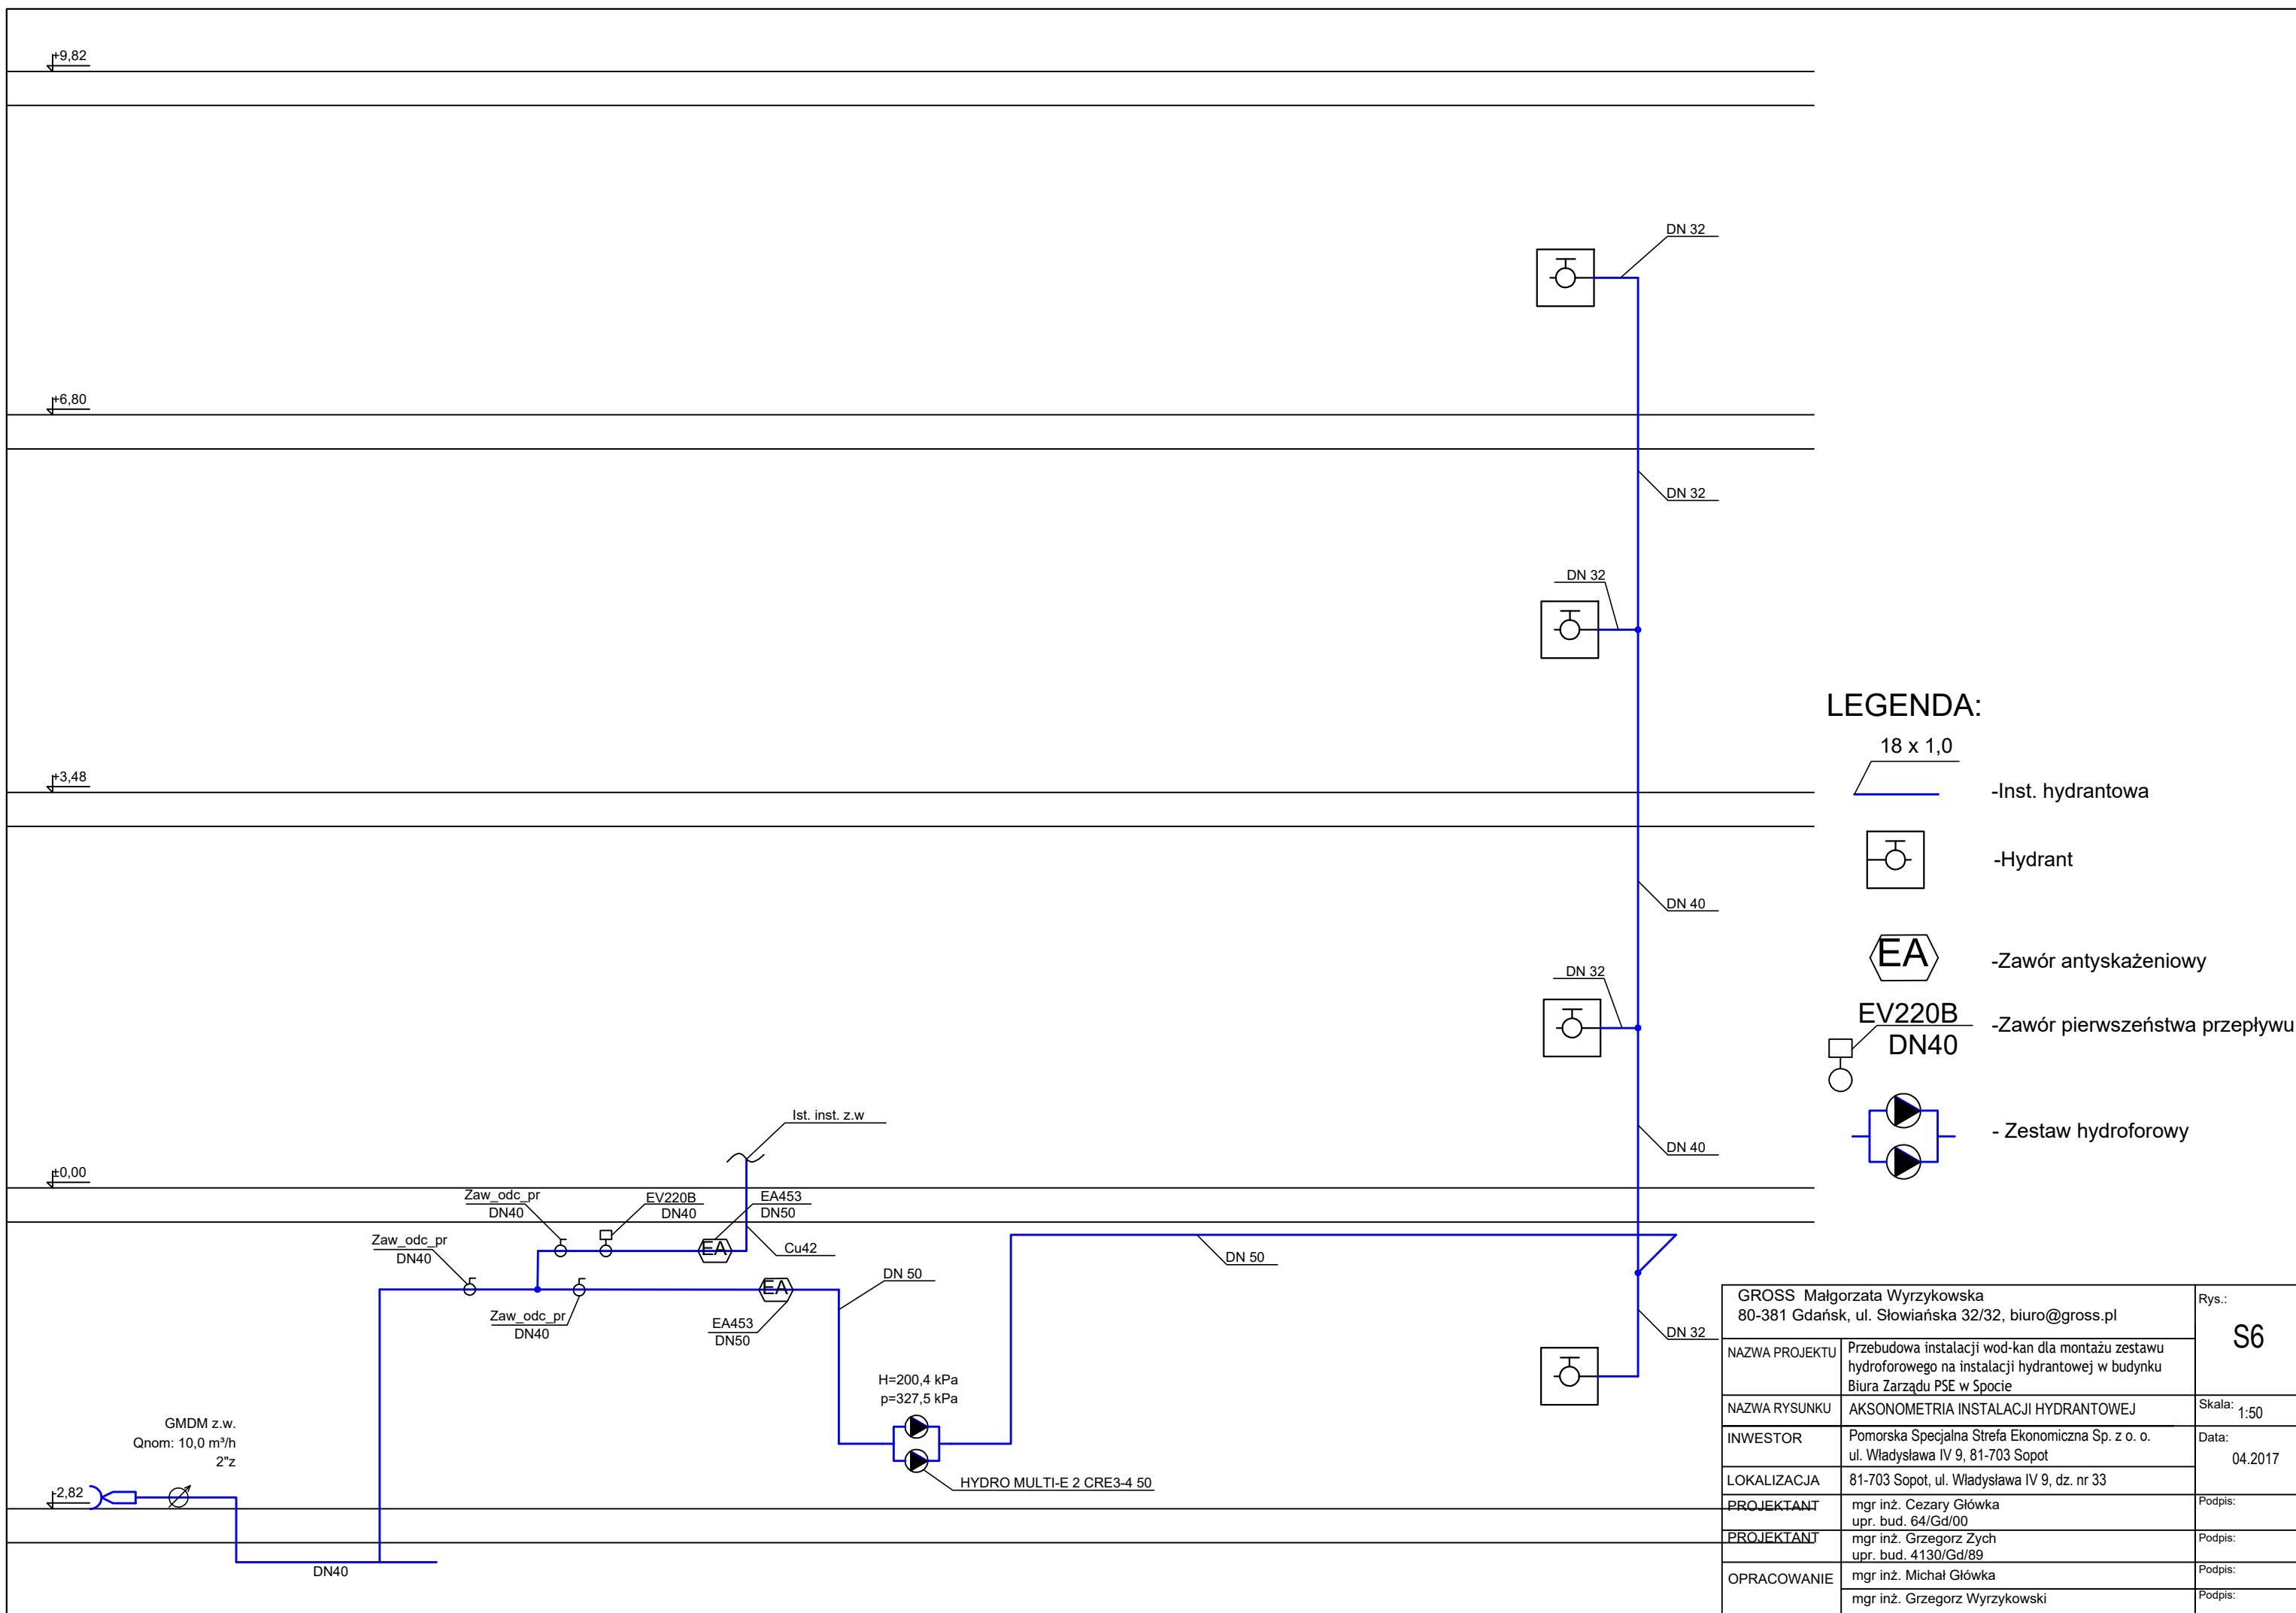 +9,82
DN 32
+6,80
DN 32
DN 32
LEGENDA:
18 x 1,0
-Inst. hydrantowa
+3,48
-Hydrant
DN 40
EA
-Zawór antyskażeniowy
DN 32
EV220B
DN40
-Zawór pierwszeństwa przepływu
Ist. inst. z.w
- Zestaw hydroforowy
DN 40
±0,00
Zaw_odc_pr
DN40
EV220B
DN40
EA453
DN50
Zaw_odc_pr
DN40
EA
Cu42
DN 50
DN 50
EA
Zaw_odc_pr
DN40
EA453
DN50
DN 32
H=200,4 kPa
p=327,5 kPa
GMDM z.w.
Qnom: 10,0 m³/h
2"z
HYDRO MULTI-E 2 CRE3-4 50
-2,82
DN40
GROSS Małgorzata Wyrzykowska
80-381 Gdańsk, ul. Słowiańska 32/32, biuro@gross.pl
Rys.:
S6
NAZWA PROJEKTU
Przebudowa instalacji wod-kan dla montażu zestawu
hydroforowego na instalacji hydrantowej w budynku
Biura Zarządu PSE w Spocie
NAZWA RYSUNKU
AKSONOMETRIA INSTALACJI HYDRANTOWEJ
Skala: 1:50
INWESTOR
Pomorska Specjalna Strefa Ekonomiczna Sp. z o. o.
ul. Władysława IV 9, 81-703 Sopot
Data:
04.2017
LOKALIZACJA
81-703 Sopot, ul. Władysława IV 9, dz. nr 33
PROJEKTANT
mgr inż. Cezary Główka
upr. bud. 64/Gd/00
Podpis:
PROJEKTANT
mgr inż. Grzegorz Zych
upr. bud. 4130/Gd/89
Podpis:
OPRACOWANIE
mgr inż. Michał Główka
Podpis:
mgr inż. Grzegorz Wyrzykowski
Podpis: